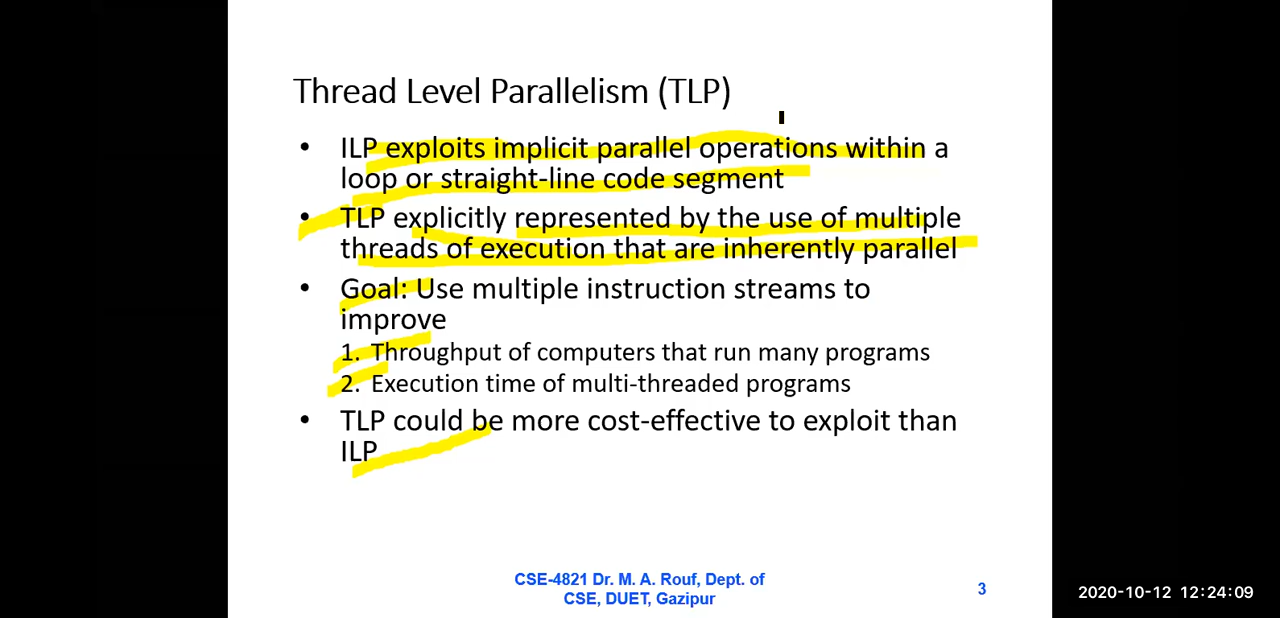 Thread Level Parallelism (TLP)
• ILP exploits implicit parallel operations within a
loop or straight-line code segment
• TLP explicitly represented by the use of multiple
threads of execution that are inherently parallel
• Goal: Use multiple instruction streams to
improve
1. Throughput of computers that run many programs
2. Execution time of multi-threaded programs
• TLP could be more cost-effective to exploit than
ILP
CSE-4821 Dr. M. A. Rouf, Dept. of
CSE, DUET, Gazipur
3
2020-10-12 12:24:09